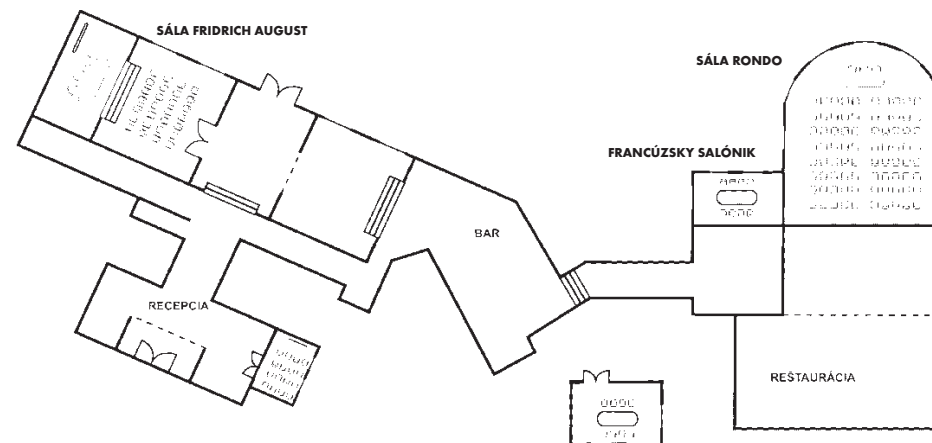 SÁLA FRIDRICH AUGUST
SÁLA RONDO
FRANCÚZSKY SALÓNIK
BAR
RECEPCIA
REŠTAURÁCIA